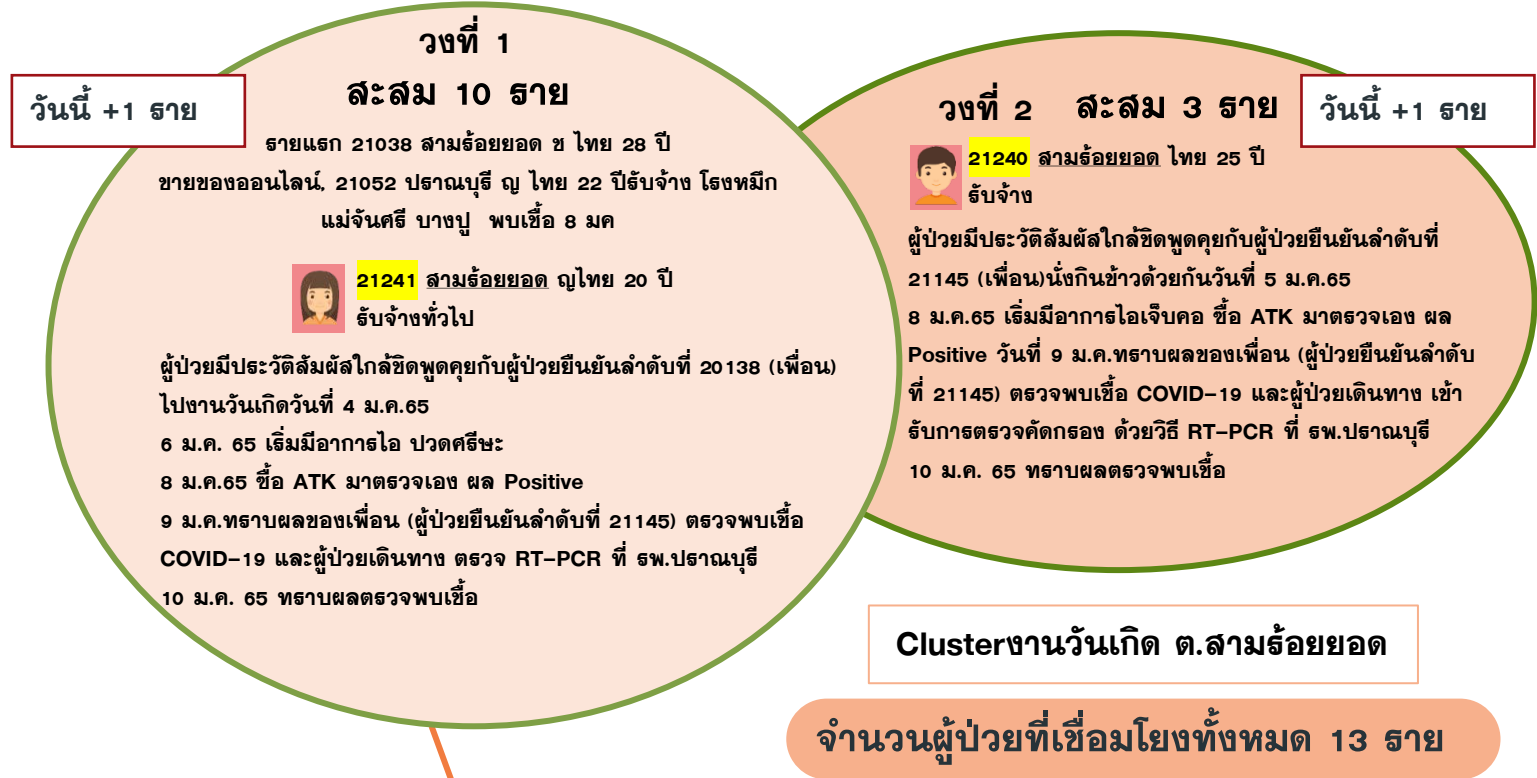 วงที่ 1
สะสม 10 ราย
วันนี้ +1 ราย
รายแรก 21038 สามร้อยยอด ช ไทย 28 ปี
ขายของออนไลน์, 21052 ปราณบุรี ญ ไทย 22 ปีรับจ้าง โรงหมึก
แม่จันศรี บางปู พบเชื้อ 8 มค
21241 สามร้อยยอด ญไทย 20 ปี
รับจ้างทั่วไป
ผู้ป่วยมีประวัติสัมผัสใกล้ชิดพูดคุยกับผู้ป่วยยืนยันลำดับที่ 20138 (เพื่อน)
ไปงานวันเกิดวันที่ 4 ม.ค.65
6 ม.ค. 65 เริ่มมีอาการไอ ปวดศรีษะ
8 ม.ค.65 ซื้อ ATK มาตรวจเอง ผล Positive
9 ม.ค.ทราบผลของเพื่อน (ผู้ป่วยยืนยันลำดับที่ 21145) ตรวจพบเชื้อ
COVID-19 และผู้ป่วยเดินทาง ตรวจ RT-PCR ที่ รพ.ปราณบุรี
10 ม.ค. 65 ทราบผลตรวจพบเชื้อ
วงที่ 2 สะสม 3 ราย
วันนี้ +1 ราย
21240 สามร้อยยอด ไทย 25 ปี
รับจ้าง
ผู้ป่วยมีประวัติสัมผัสใกล้ชิดพูดคุยกับผู้ป่วยยืนยันลำดับที่
21145 (เพื่อน)นั่งกินข้าวด้วยกันวันที่ 5 ม.ค.65
8 ม.ค.65 เริ่มมีอาการไอเจ็บคอ ซื้อ ATK มาตรวจเอง ผล
Positive วันที่ 9 ม.ค.ทราบผลของเพื่อน (ผู้ป่วยยืนยันลำดับ
ที่ 21145) ตรวจพบเชื้อ COVID-19 และผู้ป่วยเดินทาง เข้า
รับการตรวจคัดกรอง ด้วยวิธี RT-PCR ที่ รพ.ปราณบุรี
10 ม.ค. 65 ทราบผลตรวจพบเชื้อ
Clusterงานวันเกิด ต.สามร้อยยอด
จำนวนผู้ป่วยที่เชื่อมโยงทั้งหมด 13 ราย